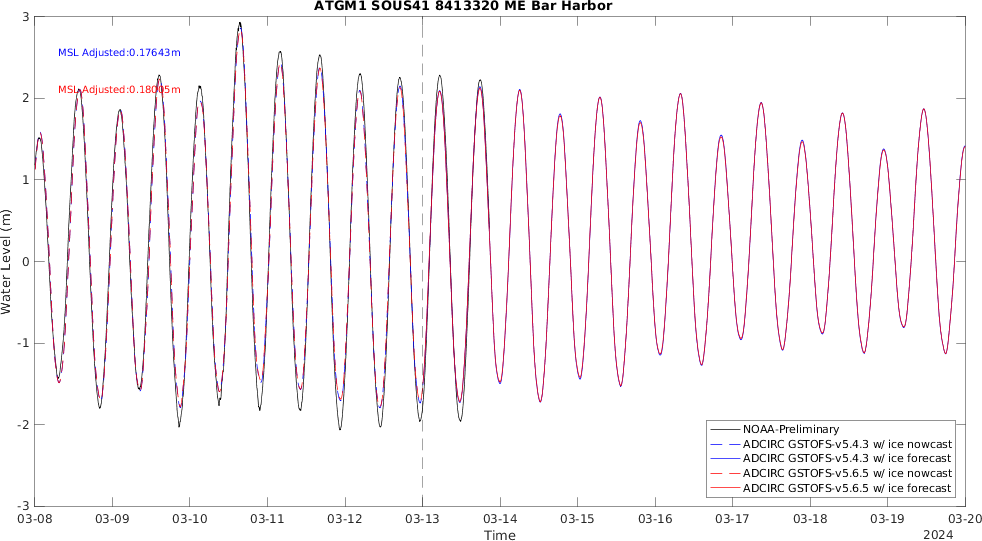 ATGM1 SOUS41 8413320 ME Bar Harbor
3
MSL Adjusted:0.17643m
MSL Adjusted:0.18005m
2
1
0
-1
-2
-3
Water Level (m)
NOAA-Preliminary
ADCIRC GSTOFS-v5.4.3 w/ ice nowcast
ADCIRC GSTOFS-v5.4.3 w/ ice forecast
ADCIRC GSTOFS-v5.6.5 w/ ice nowcast
ADCIRC GSTOFS-v5.6.5 w/ ice forecast
03-08 03-09 03-10 03-11 03-12 03-13 03-14 03-15 03-16 03-17 03-18 03-19 03-20
Time
2024